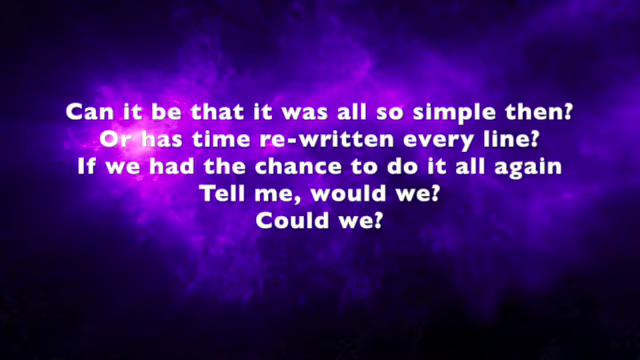 Can it be that it was all so simple then?
Or has time re-written every line?
If we had the chance to do it all again
Tell me, would we?
Could we?